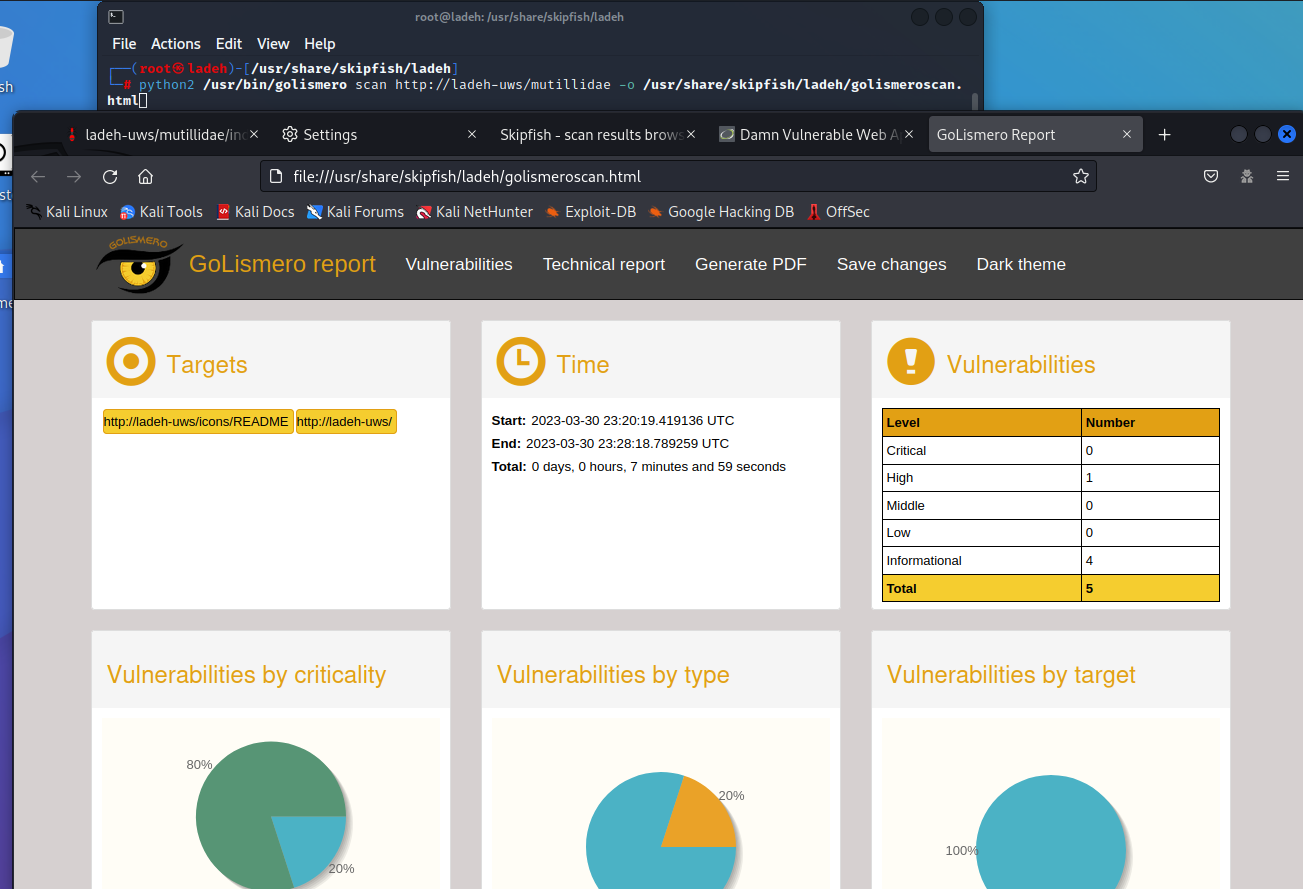 root@ladeh: /usr/share/skipfish/ladeh
File Actions Edit View Help
(root㉿ladeh)-[/usr/share/skipfish/ladeh]
# python2 /usr/bin/golismero scan http://ladeh-uws/mutillidae -o /usr/share/skipfish/ladeh/golismeroscan.
html
ladeh-uws/mutillidae/ Settings Skipfish - scan results brows Damn Vulnerable Web A GoLismero Report
file:///usr/share/skipfish/ladeh/golismeroscan.html
Kali Linux Kali Tools Kali Docs Kali Forums Kali NetHunter Exploit-DB Google Hacking DB OffSec
GOLISMERO
GoLismero report Vulnerabilities Technical report Generate PDF Save changes Dark theme
Targets
http://ladeh-uws/icons/README http://ladeh-uws/
Time
Start: 2023-03-30 23:20:19.419136 UTC
End: 2023-03-30 23:28:18.789259 UTC
Total: 0 days, 0 hours, 7 minutes and 59 seconds
Vulnerabilities
Level Number
Critical 0
High 1
Middle 0
Low 0
Informational 4
Total 5
Vulnerabilities by criticality
80%
20%
Vulnerabilities by type
20%
Vulnerabilities by target
100%